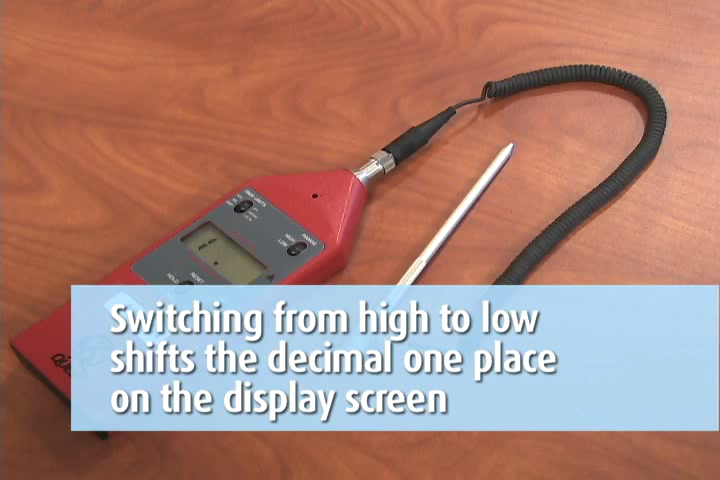 RANGE
HIGH
LOW
RESET
HOLD
Switching from high to low
shifts the decimal one place
on the display screen